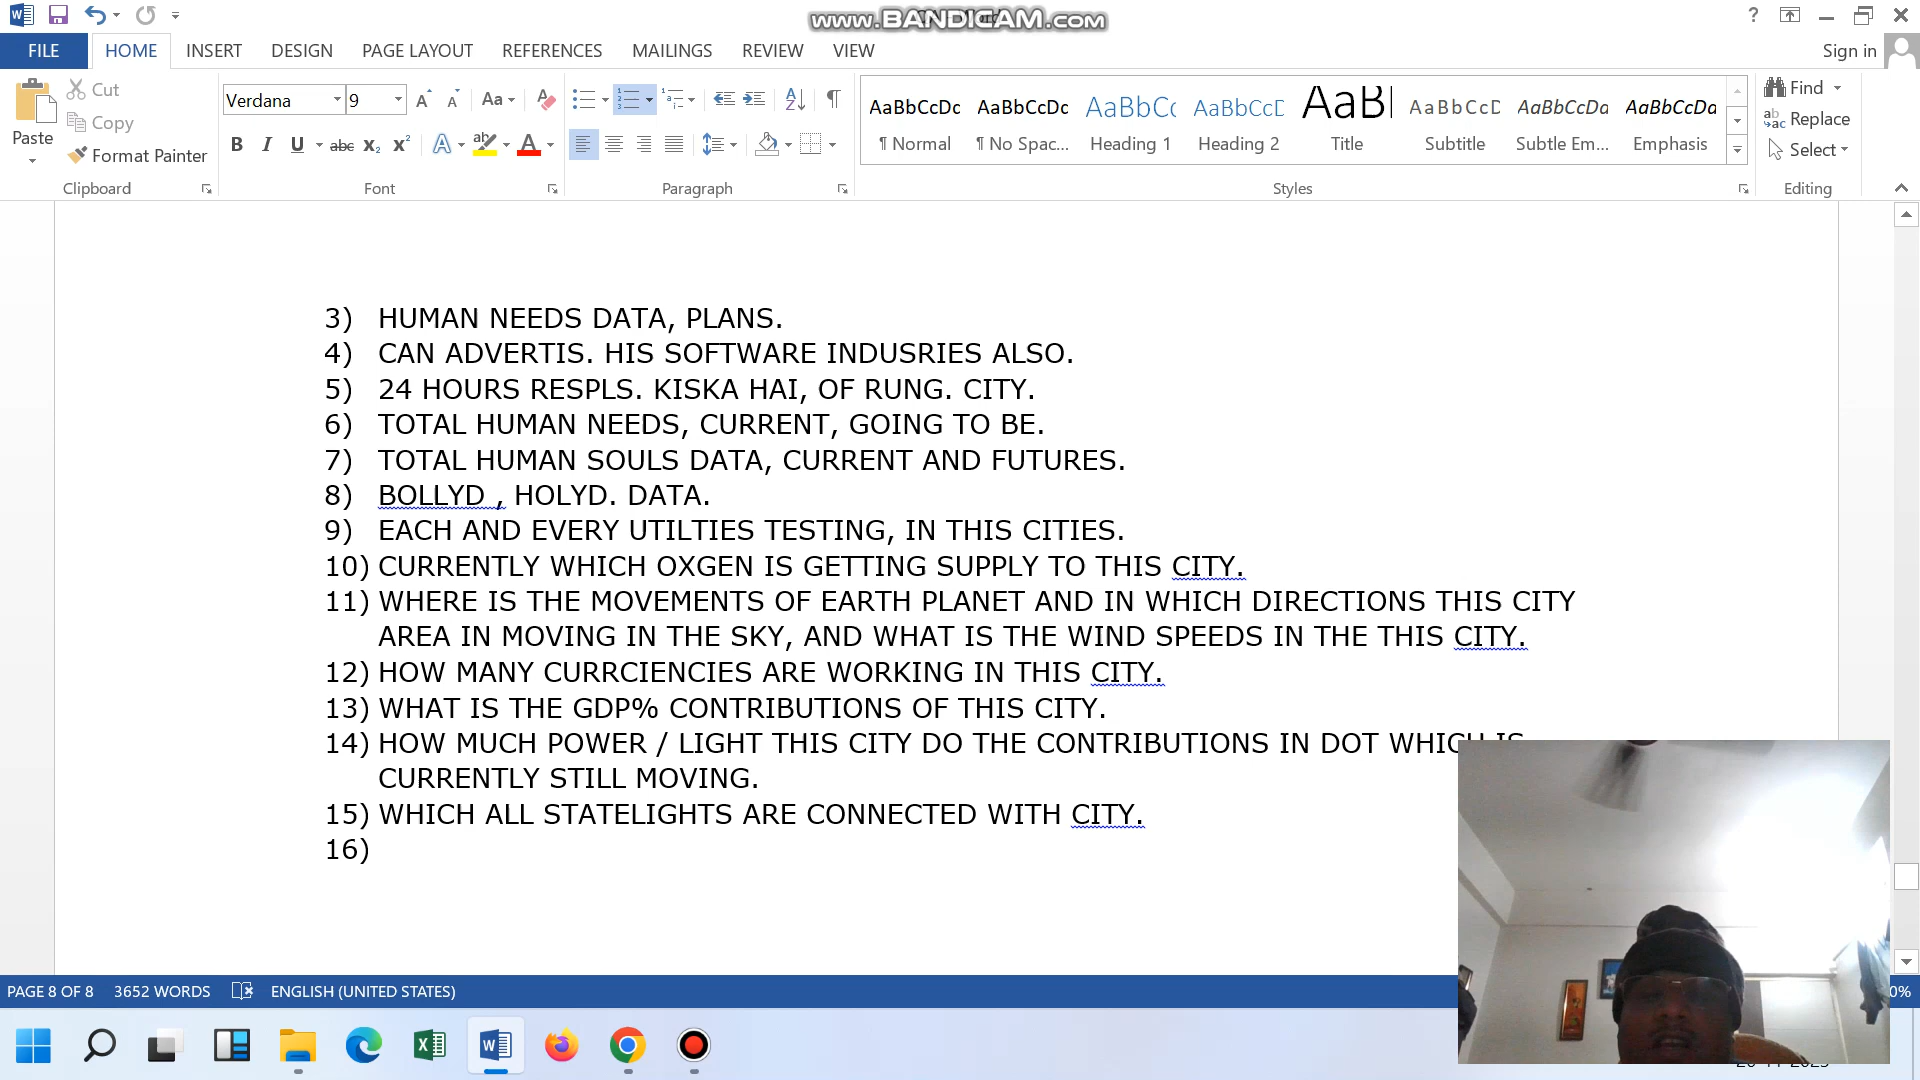 www.BANDICAM.com
FILE HOME INSERT DESIGN PAGE LAYOUT REFERENCES MAILINGS REVIEW VIEW Sign in
Cut
Copy
Paste
Format Painter
Verdana 9
AaBbCcDc AaBbCcDc AaBbC AaBbCcD AaB AaBbCcD AaBbCcDa AaBbCcDa
¶ Normal ¶ No Spac... Heading 1 Heading 2 Title Subtitle Subtle Em... Emphasis
Find
Replace
Select
Clipboard Font Paragraph Styles Editing
3) HUMAN NEEDS DATA, PLANS.
4) CAN ADVERTIS. HIS SOFTWARE INDUSRIES ALSO.
5) 24 HOURS RESPLS. KISKA HAI, OF RUNG. CITY.
6) TOTAL HUMAN NEEDS, CURRENT, GOING TO BE.
7) TOTAL HUMAN SOULS DATA, CURRENT AND FUTURES.
8) BOLLYD , HOLYD. DATA.
9) EACH AND EVERY UTILTIES TESTING, IN THIS CITIES.
10) CURRENTLY WHICH OXGEN IS GETTING SUPPLY TO THIS CITY.
11) WHERE IS THE MOVEMENTS OF EARTH PLANET AND IN WHICH DIRECTIONS THIS CITY
AREA IN MOVING IN THE SKY, AND WHAT IS THE WIND SPEEDS IN THE THIS CITY.
12) HOW MANY CURRCIENCIES ARE WORKING IN THIS CITY.
13) WHAT IS THE GDP% CONTRIBUTIONS OF THIS CITY.
14) HOW MUCH POWER / LIGHT THIS CITY DO THE CONTRIBUTIONS IN DOT WHICH IS
CURRENTLY STILL MOVING.
15) WHICH ALL STATELIGHTS ARE CONNECTED WITH CITY.
16)
PAGE 8 OF 8 3652 WORDS ENGLISH (UNITED STATES)